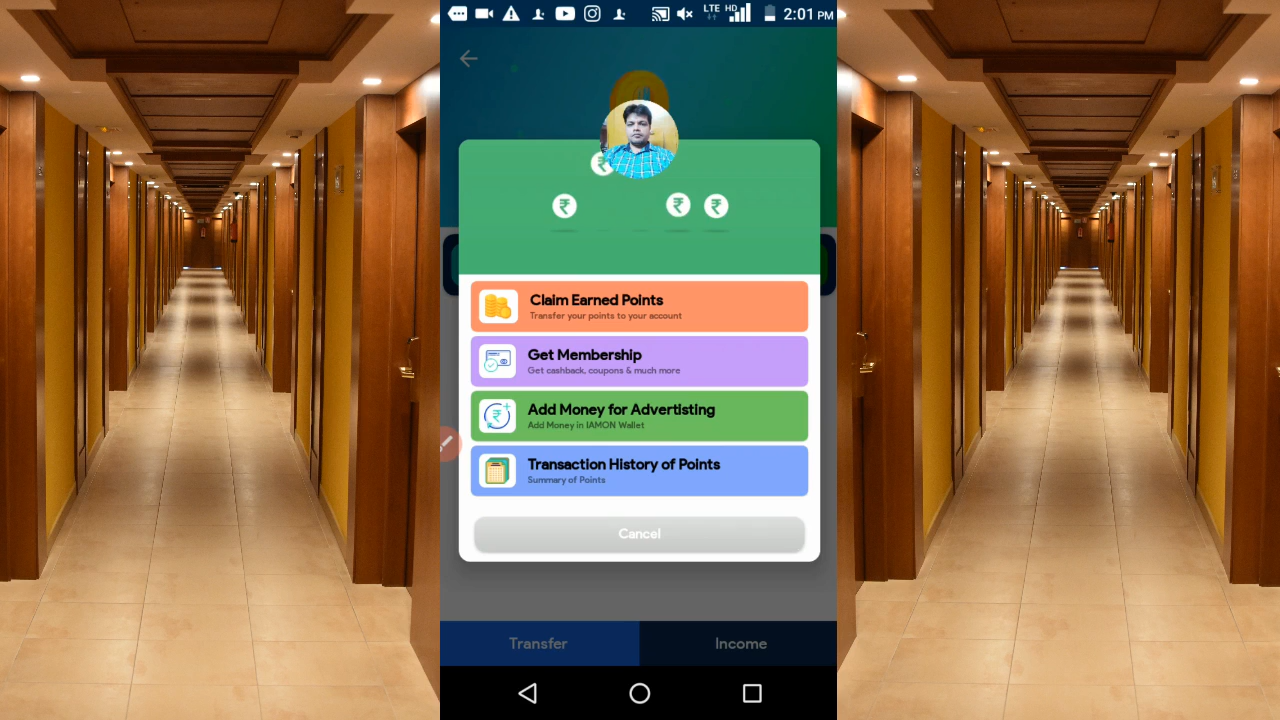 LTE HD 2:01 PM
₹
₹ ₹ ₹
Claim Earned Points
Transfer your points to your account
Get Membership
Get cashback, coupons & much more
₹
Add Money for Advertisting
Add Money in IAMON Wallet
Transaction History of Points
Summary of Points
Cancel
Transfer Income